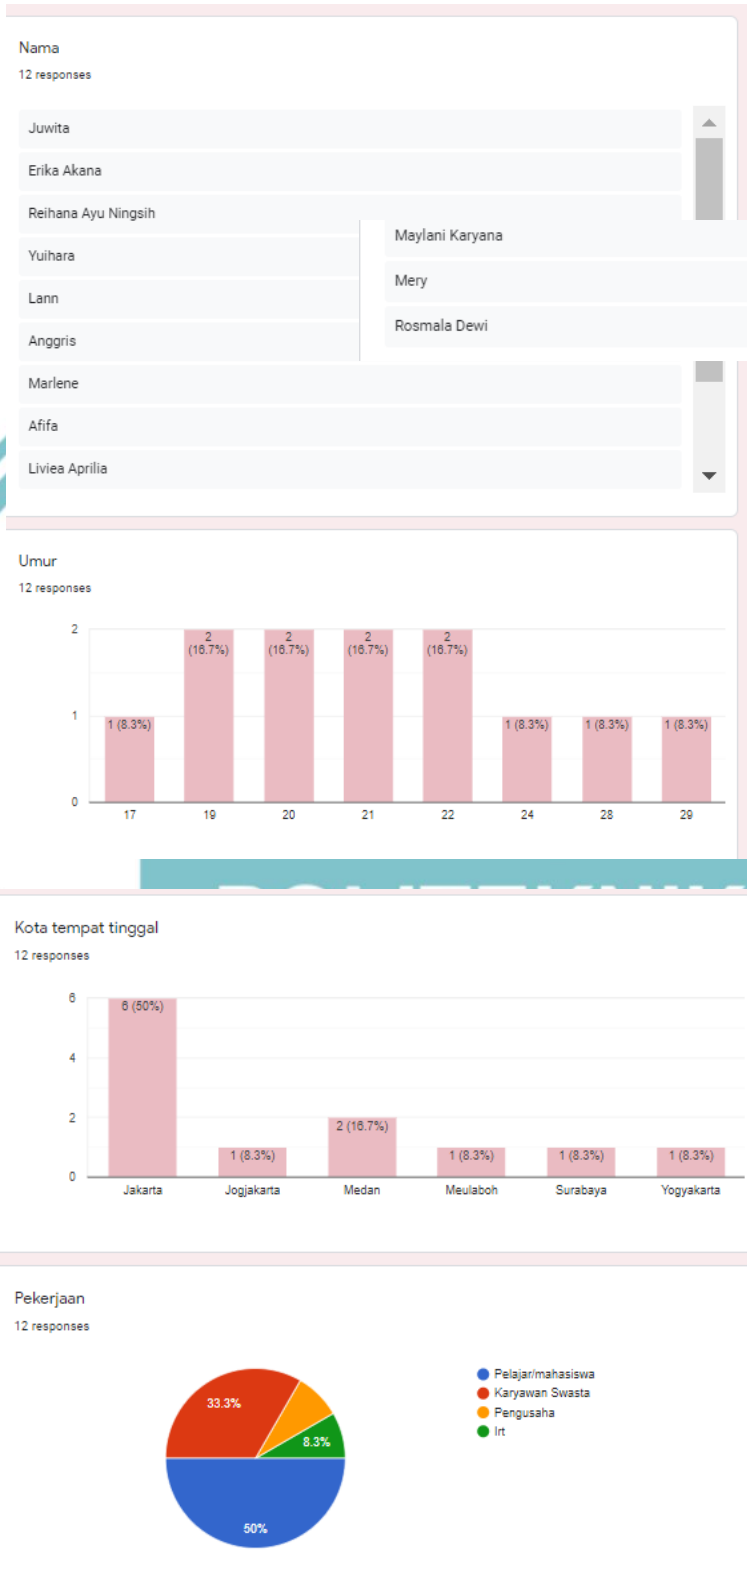 Nama
12 responses
Juwita
Erika Akana
Reihana Ayu Ningsih
Yuihara
Lann
Anggris
Marlene
Afifa
Liviea Aprilia
Maylani Karyana
Mery
Rosmala Dewi
Umur
12 responses
2
1
0
1 (8.3%)
2
(16.7%)
2
(16.7%)
2
(16.7%)
2
(16.7%)
1 (8.3%)
1 (8.3%)
1 (8.3%)
17 19 20 21 22 24 28 29
Kota tempat tinggal
12 responses
6
4
2
0
6 (50%)
1 (8.3%)
2 (16.7%)
1 (8.3%)
1 (8.3%)
1 (8.3%)
Jakarta Jogjakarta Medan Meulaboh Surabaya Yogyakarta
Pekerjaan
12 responses
33.3%
8.3%
50%
Pelajar/mahasiswa
Karyawan Swasta
Pengusaha
Irt